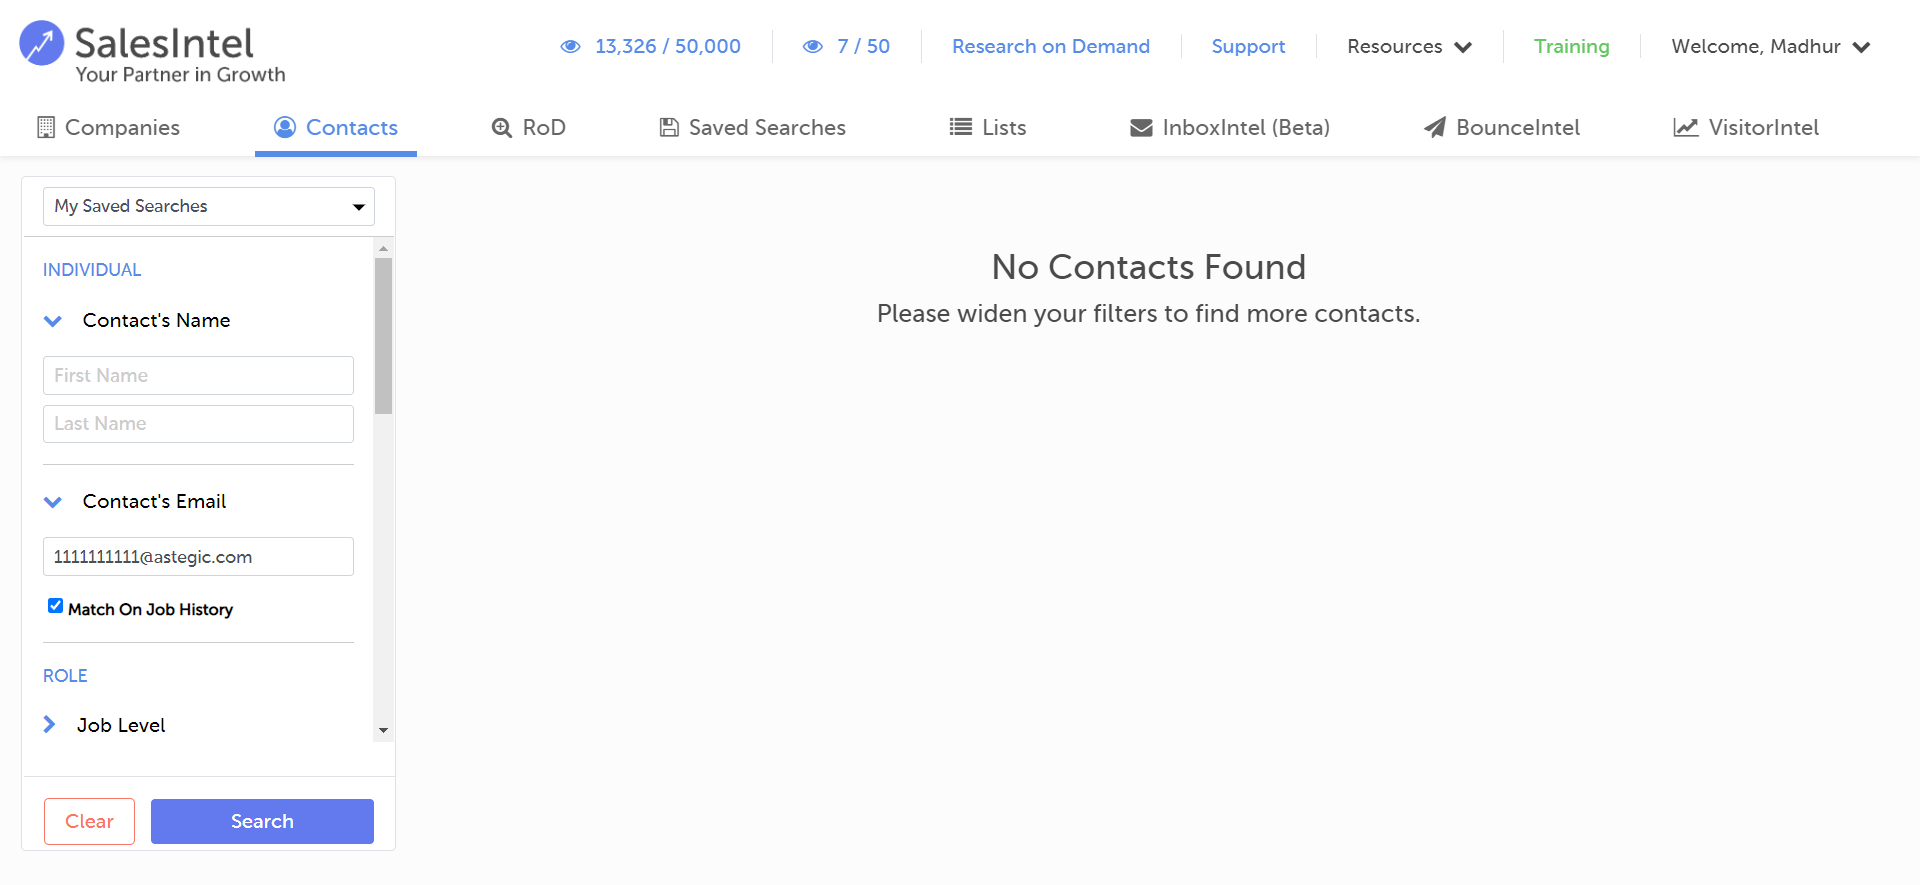 SalesIntel
Your Partner in Growth
13,326 / 50,000
7 / 50
Research on Demand
Support
Resources
Training
Welcome, Madhur
Companies
Contacts
RoD
Saved Searches
Lists
InboxIntel (Beta)
BounceIntel
VisitorIntel
My Saved Searches
INDIVIDUAL
Contact's Name
First Name
Last Name
Contact's Email
1111111111@astegic.com
Match On Job History
ROLE
Job Level
Clear
Search
No Contacts Found
Please widen your filters to find more contacts.